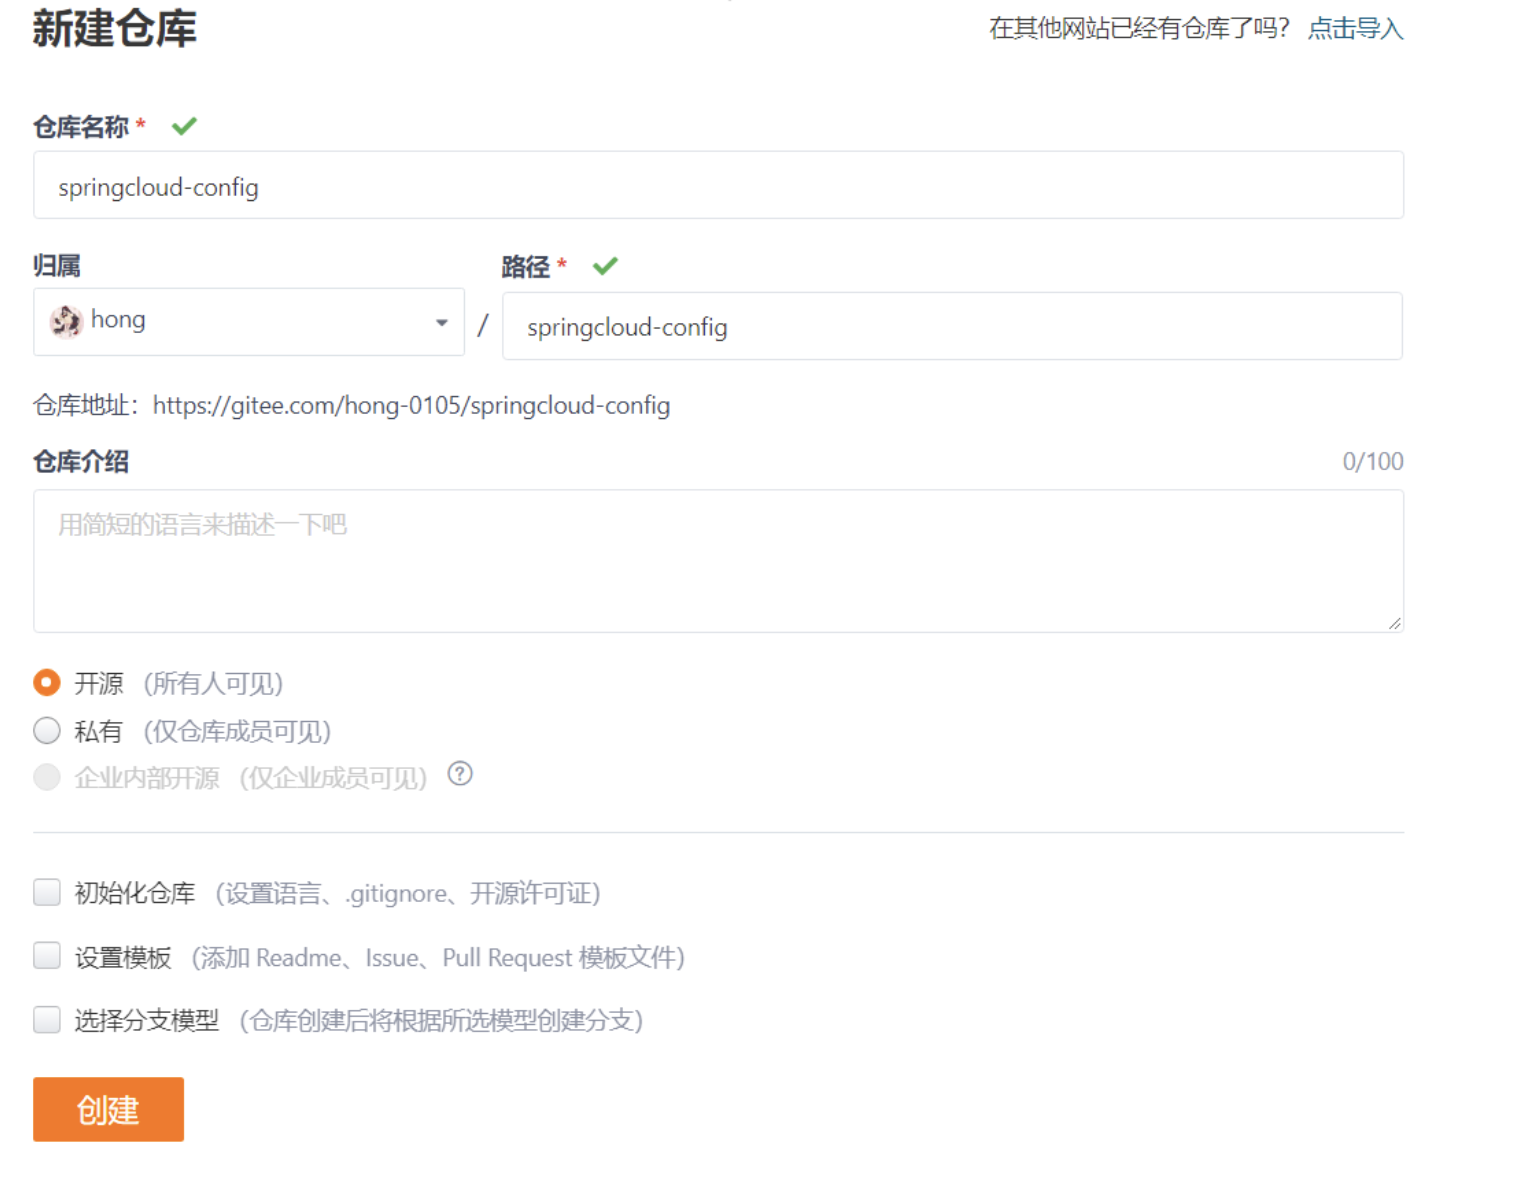 新建仓库
在其他网站已经有仓库了吗? 点击导入
仓库名称 *
springcloud-config
归属
路径 *
hong / springcloud-config
仓库地址：https://gitee.com/hong-0105/springcloud-config
仓库介绍 0/100
用简短的语言来描述一下吧
开源 (所有人可见)
私有 (仅仓库成员可见)
企业内部开源 (仅企业成员可见) ?
初始化仓库 (设置语言、.gitignore、开源许可证)
设置模板 (添加 Readme、Issue、Pull Request 模板文件)
选择分支模型 (仓库创建后将根据所选模型创建分支)
创建